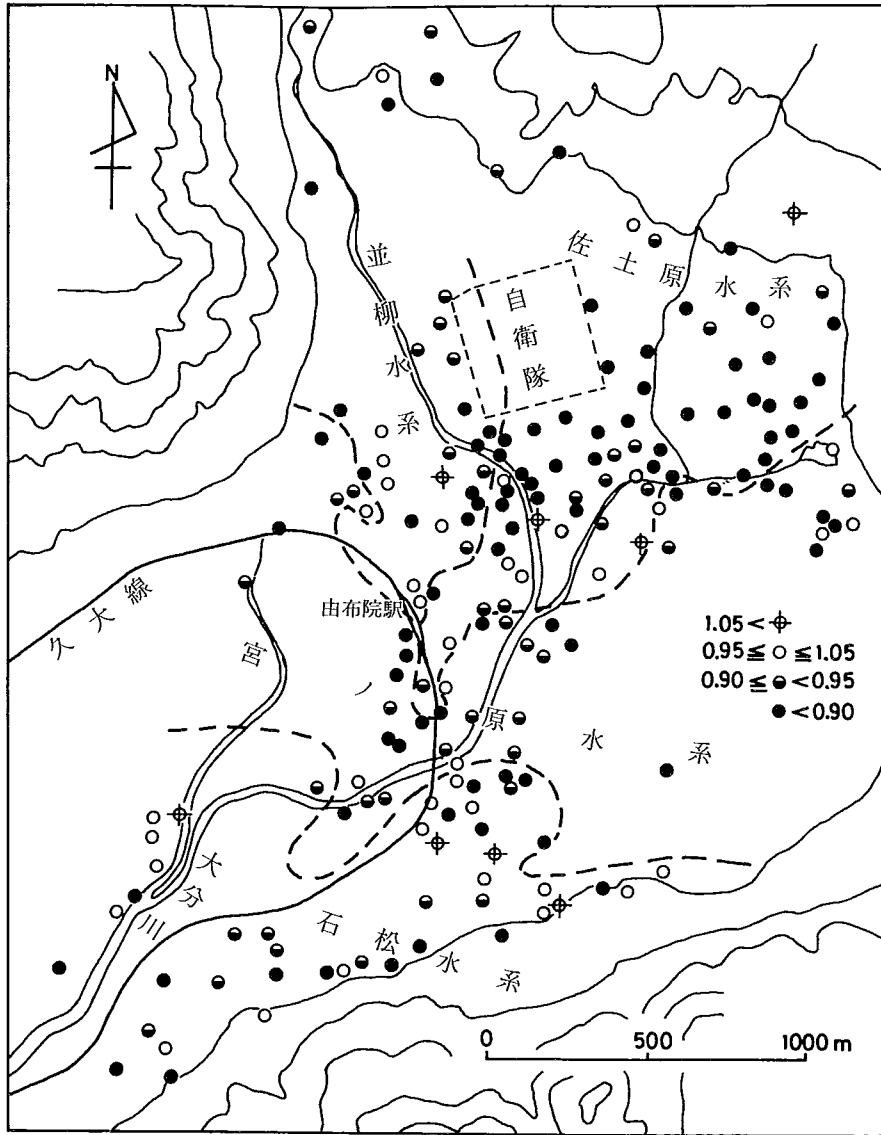 N
佐土原水系
並柳水系
自衛隊
久大線
由布院駅
宮ノ原水系
1.05<
0.95≦ ≦1.05
0.90≦ <0.95
<0.90
大分川
石松水系
0 500 1000 m